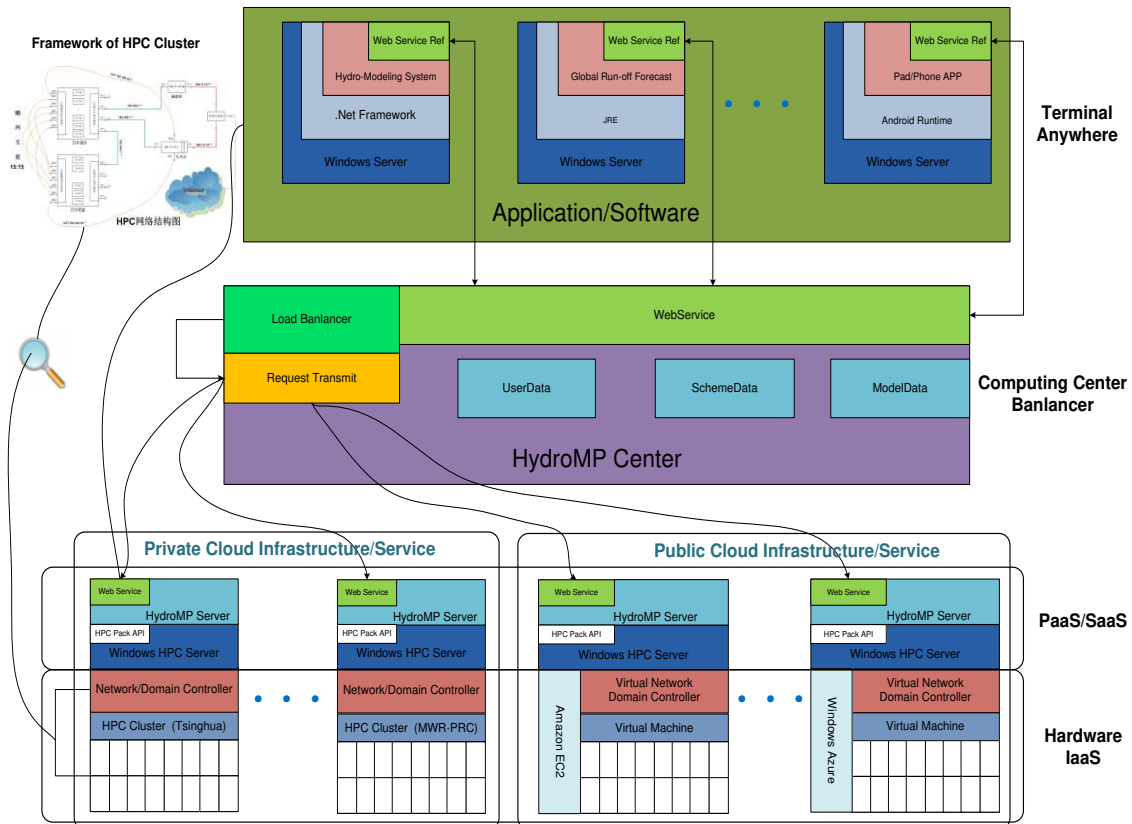 Framework of HPC Cluster
HPC网络结构图
15:15
Web Service Ref
Hydro-Modeling System
.Net Framework
Windows Server
Web Service Ref
Global Run-off Forecast
JRE
Windows Server
Web Service Ref
Pad/Phone APP
Android Runtime
Windows Server
Application/Software
Terminal
Anywhere
Load Banlancer
Request Transmit
WebService
UserData
SchemeData
ModelData
HydroMP Center
Computing Center
Banlancer
Private Cloud Infrastructure/Service
Public Cloud Infrastructure/Service
Web Service
HydroMP Server
HPC Pack API
Windows HPC Server
Network/Domain Controller
HPC Cluster (Tsinghua)
Web Service
HydroMP Server
HPC Pack API
Windows HPC Server
Network/Domain Controller
HPC Cluster (MWR·PRC)
Web Service
HydroMP Server
HPC Pack API
Windows HPC Server
Amazon EC2
Virtual Network
Domain Controller
Virtual Machine
Web Service
HydroMP Server
HPC Pack API
Windows HPC Server
Windows Azure
Virtual Network
Domain Controller
Virtual Machine
PaaS/SaaS
Hardware
IaaS